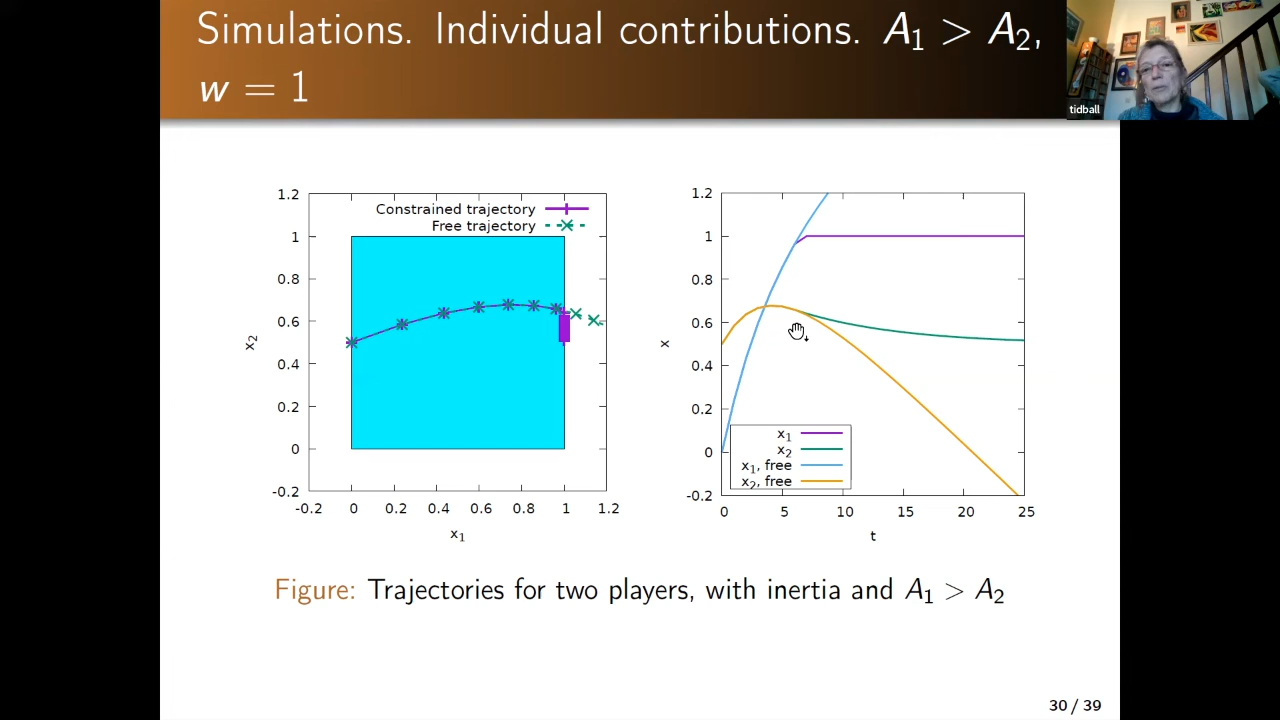 Simulations. Individual contributions. A₁ > A₂,
w = 1
tidball
1.2
1
0.8
0.6
0.4
0.2
0
-0.2
x₂
Constrained trajectory
Free trajectory
-0.2 0 0.2 0.4 0.6 0.8 1 1.2
x₁
1.2
1
0.8
0.6
0.4
0.2
0
-0.2
x
x₁
x₂
x₁, free
x₂, free
0 5 10 15 20 25
t
Figure: Trajectories for two players, with inertia and A₁ > A₂
30 / 39